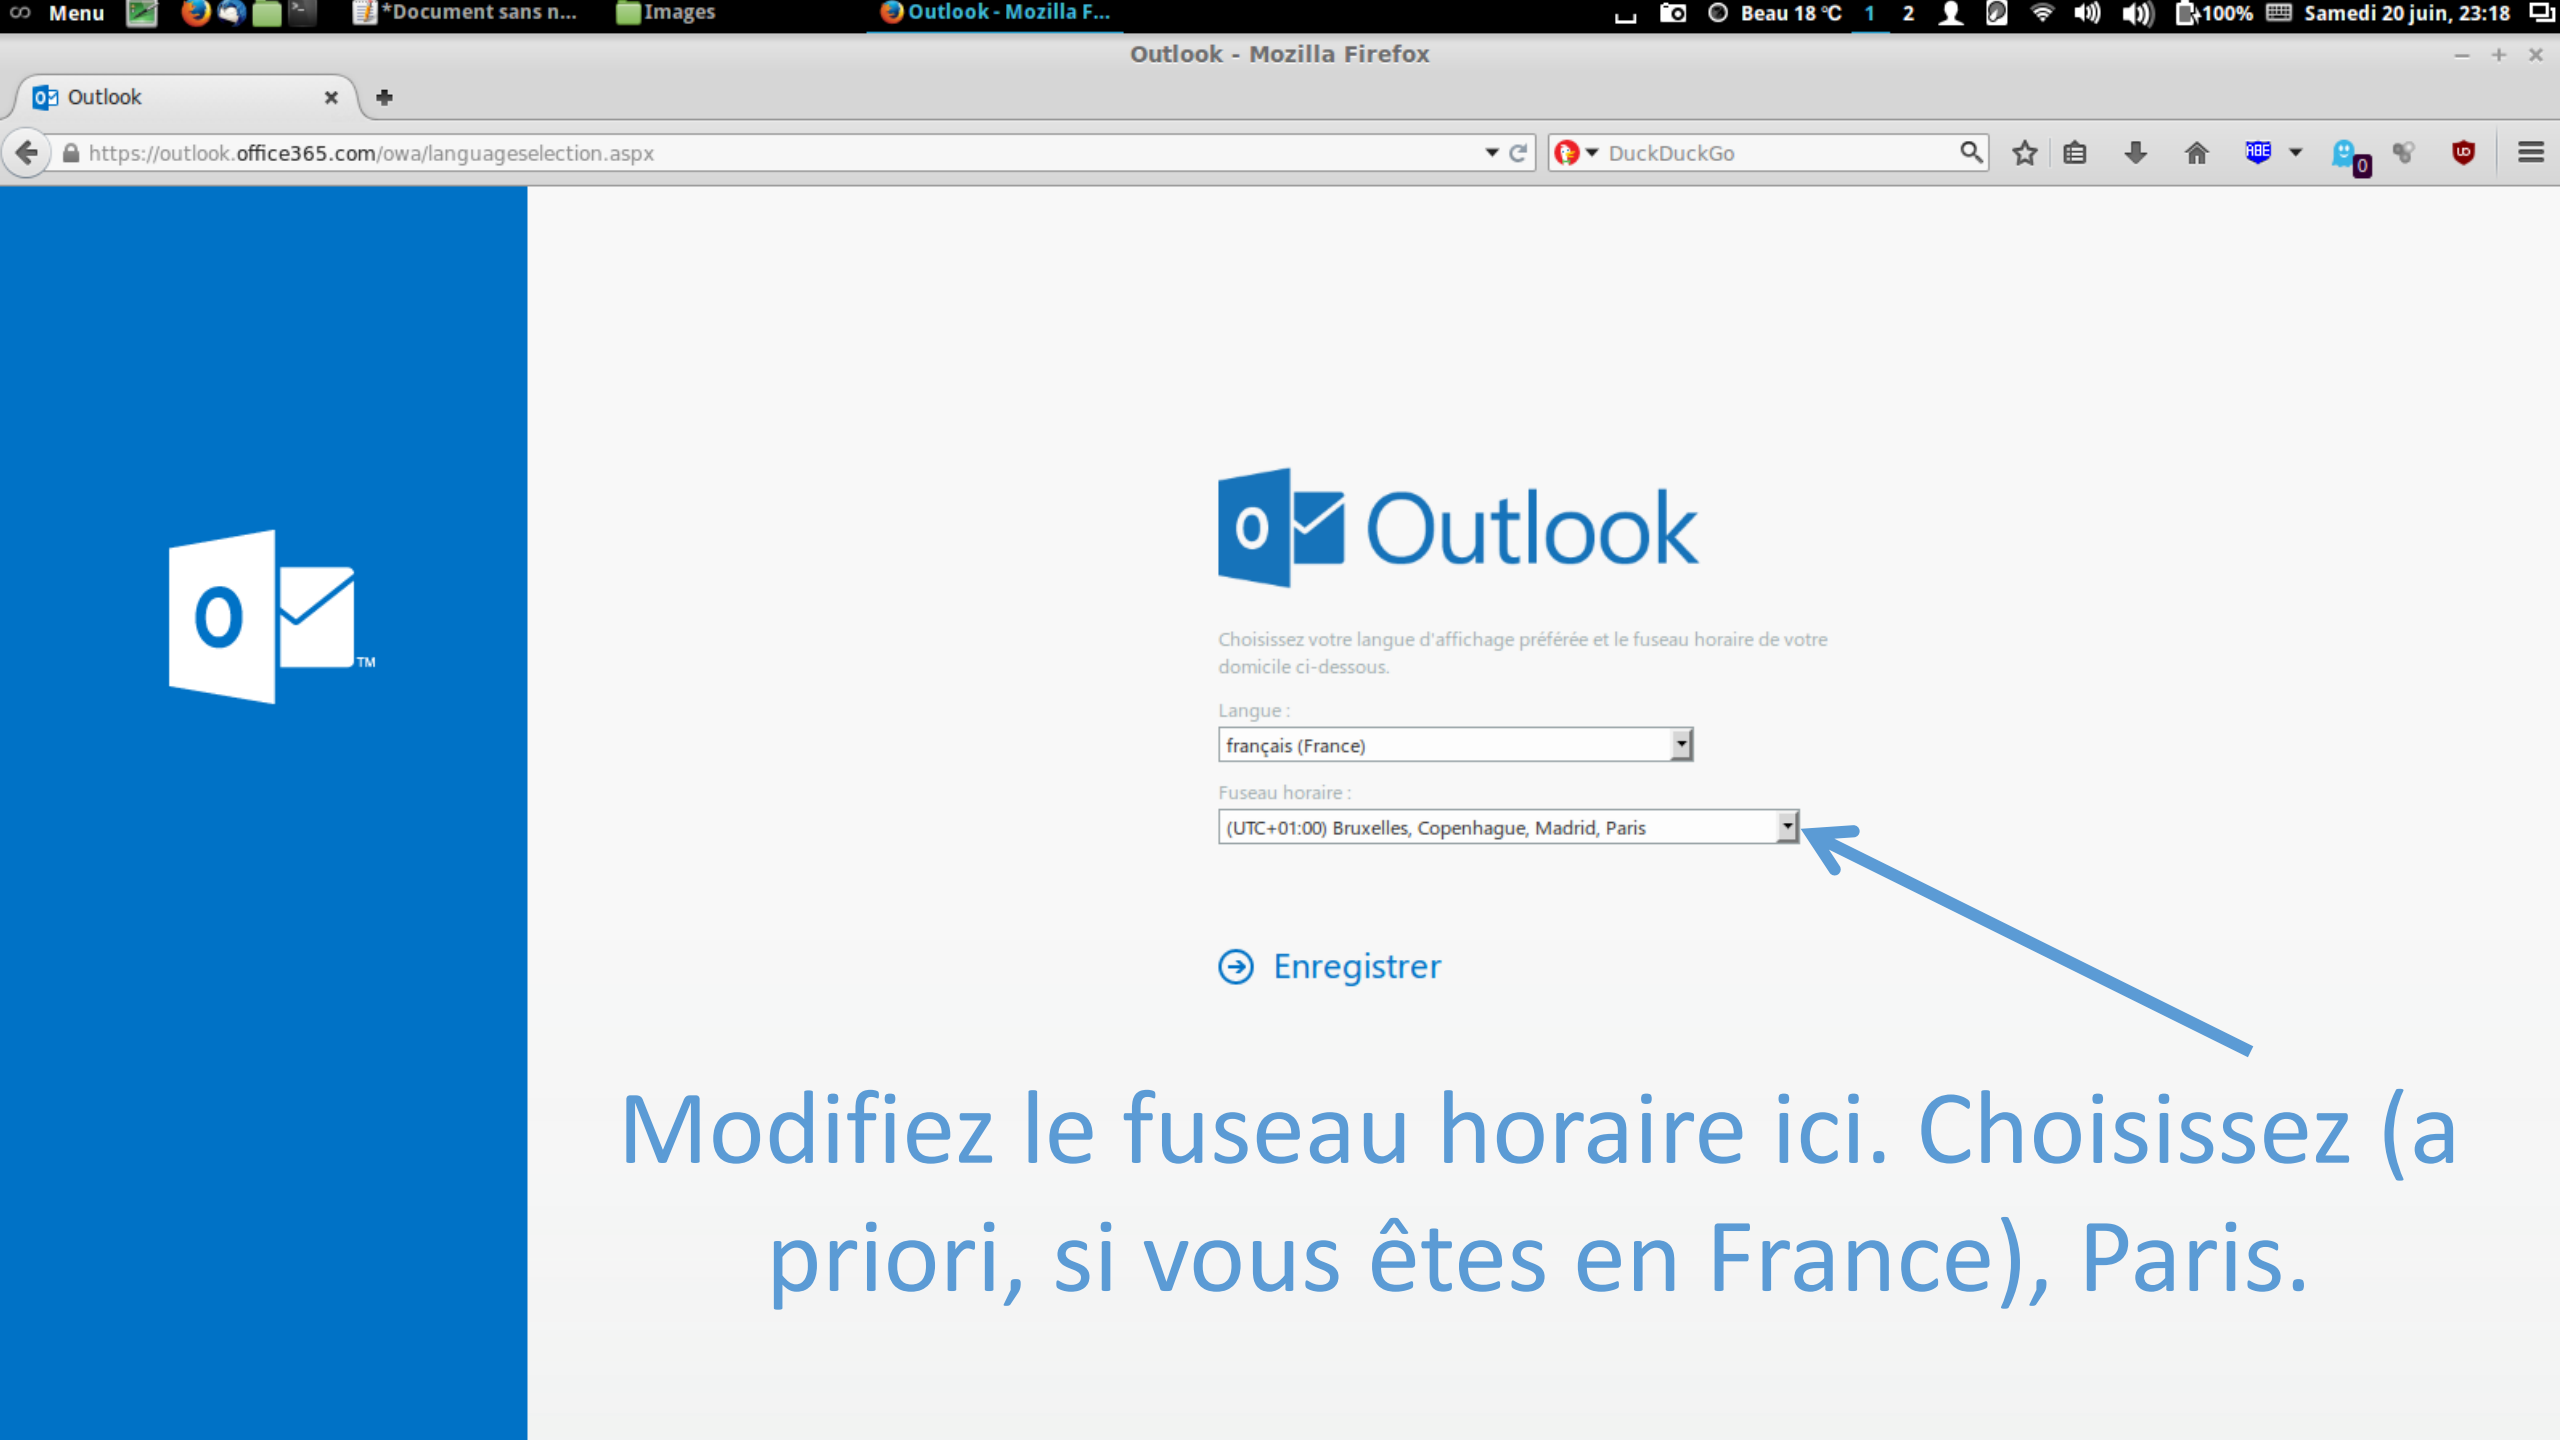 Menu *Document sans n... Images Outlook - Mozilla F... Beau 18 °C 1 2 100% Samedi 20 juin, 23:18
Outlook - Mozilla Firefox
Outlook
https://outlook.office365.com/owa/languageselection.aspx DuckDuckGo ABE 0
Outlook
Choisissez votre langue d'affichage préférée et le fuseau horaire de votre
domicile ci-dessous.
Langue :
français (France)
Fuseau horaire :
(UTC+01:00) Bruxelles, Copenhague, Madrid, Paris
Enregistrer
TM
Modifiez le fuseau horaire ici. Choisissez (a
priori, si vous êtes en France), Paris.